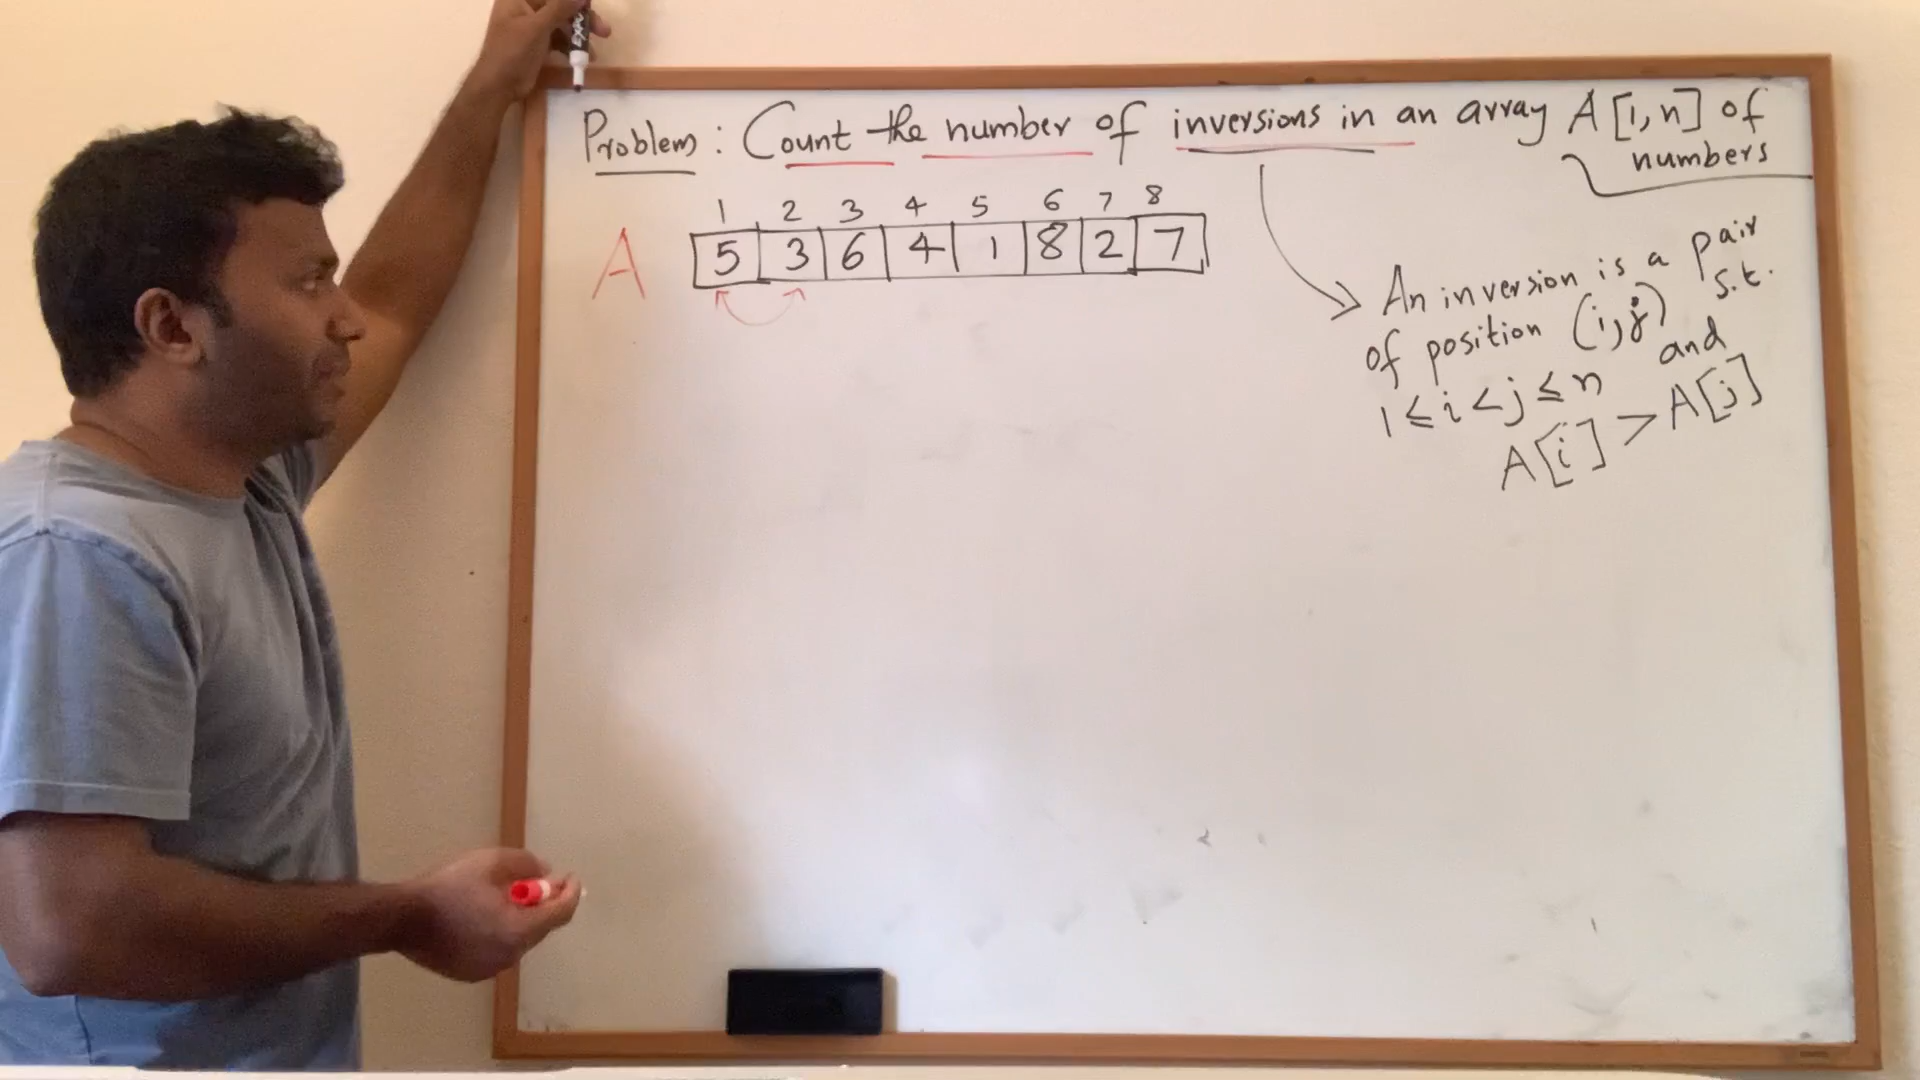 Problem: Count the number of inversions in an array A[1,n] of
numbers
1 2 3 4 5 6 7 8
A 5 3 6 4 1 8 2 7
An inversion is a pair
of position (i,j) s.t.
1 ≤ i < j ≤ n and
A[i] > A[j]
EXPO